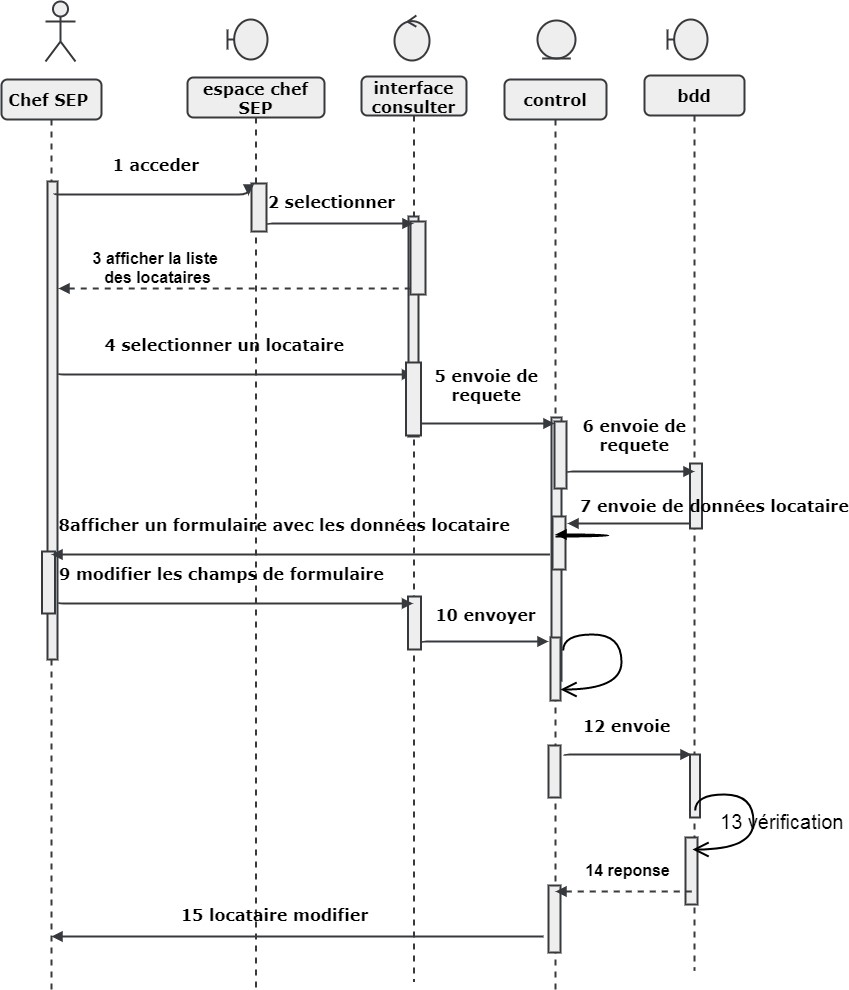 Chef SEP
espace chef
SEP
interface
consulter
control
bdd
1 acceder
2 selectionner
3 afficher la liste
des locataires
4 selectionner un locataire
5 envoie de
requete
6 envoie de
requete
7 envoie de données locataire
8afficher un formulaire avec les données locataire
9 modifier les champs de formulaire
10 envoyer
12 envoie
13 vérification
14 reponse
15 locataire modifier